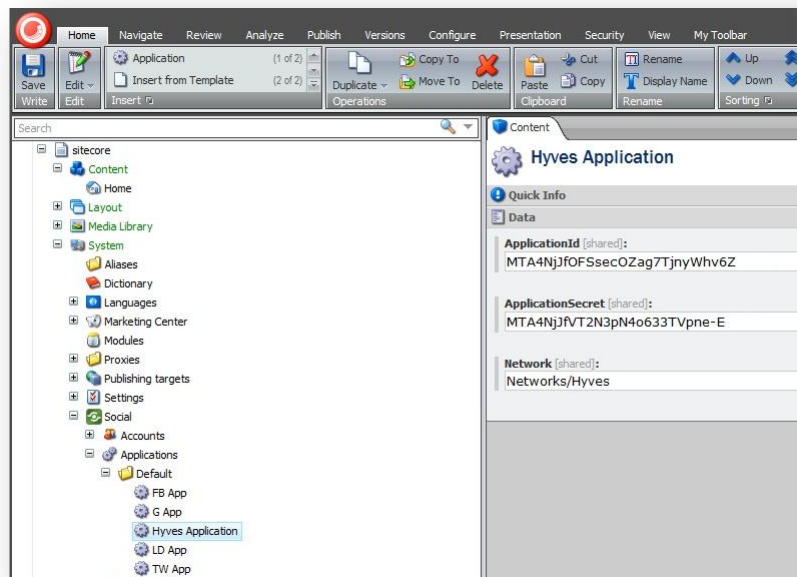 Home Navigate Review Analyze Publish Versions Configure Presentation Security View My Toolbar
Save
Write
Edit
Edit
Application (1 of 2)
Insert from Template (2 of 2)
Insert
Duplicate
Copy To
Move To
Delete
Operations
Paste
Cut
Copy
Clipboard
Rename
Display Name
Rename
Up
Down
Sorting
Search
sitecore
Content
Home
Layout
Media Library
System
Aliases
Dictionary
Languages
Marketing Center
Modules
Proxies
Publishing targets
Settings
Social
Accounts
Applications
Default
FB App
G App
Hyves Application
LD App
TW App
Content
Hyves Application
Quick Info
Data
ApplicationId [shared]:
MTA4NjJfOFSsecOZag7TjnyWhv6Z
ApplicationSecret [shared]:
MTA4NjJfVT2N3pN4o633TVpne-E
Network [shared]:
Networks/Hyves